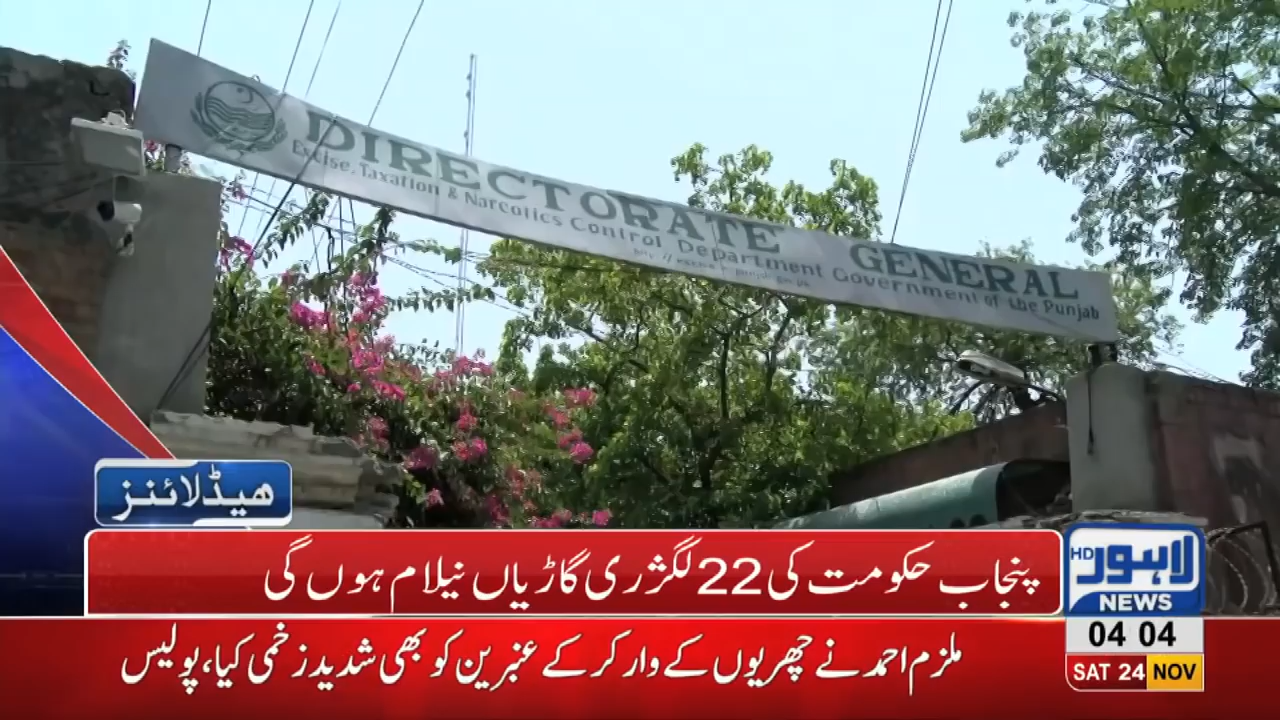 DIRECTORATE GENERAL
Excise, Taxation & Narcotics Control Department Government of the Punjab
ہیڈلائنز
پنجاب حکومت کی 22 لگژری گاڑیاں نیلام ہوں گی
HD لاہور
NEWS
04 04
SAT 24 NOV
ملزم احمد نے چھریوں کے وار کر کے عنبرین کو بھی شدید زخمی کیا، پولیس